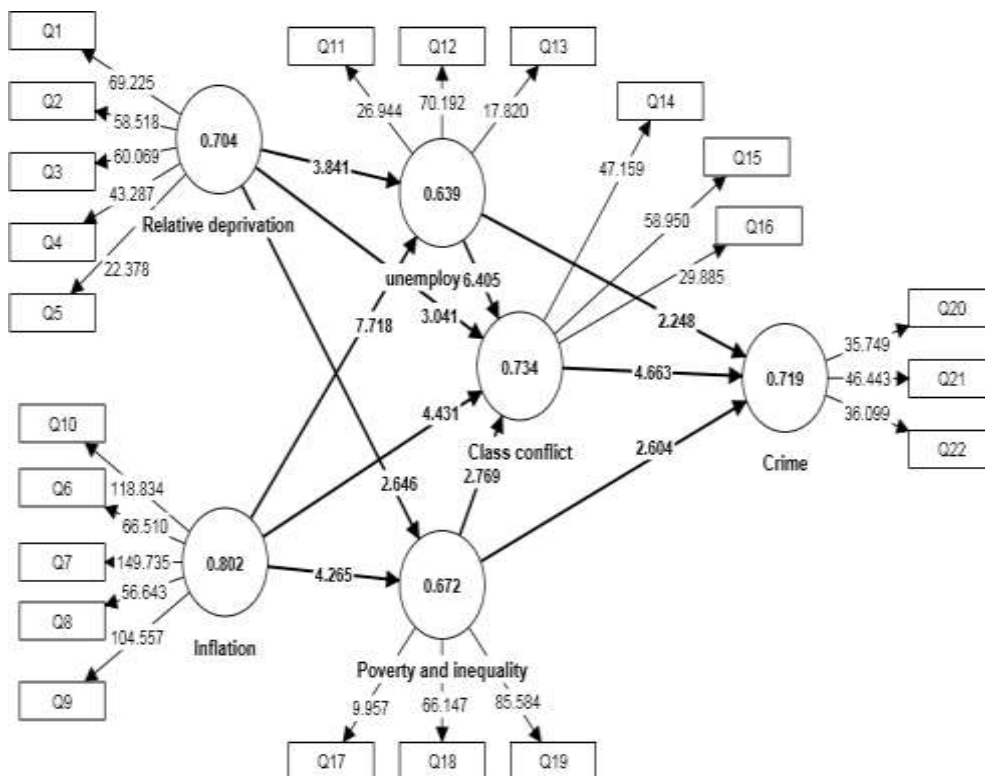 Q1
Q2
Q3
Q4
Q5
69.225
58.518
60.069
43.287
22.378
0.704
Relative deprivation
Q11
Q12
Q13
26.944
70.192
17.820
0.639
unemploy
Q14
Q15
Q16
47.159
58.950
29.885
0.734
Class conflict
3.841
3.041
2.646
7.718
6.405
4.431
4.265
2.769
2.248
4.663
2.604
0.719
Crime
35.749
46.443
36.099
Q20
Q21
Q22
Q10
Q6
Q7
Q8
Q9
118.834
66.510
149.735
56.643
104.557
0.802
Inflation
0.672
Poverty and inequality
9.957
66.147
85.584
Q17
Q18
Q19